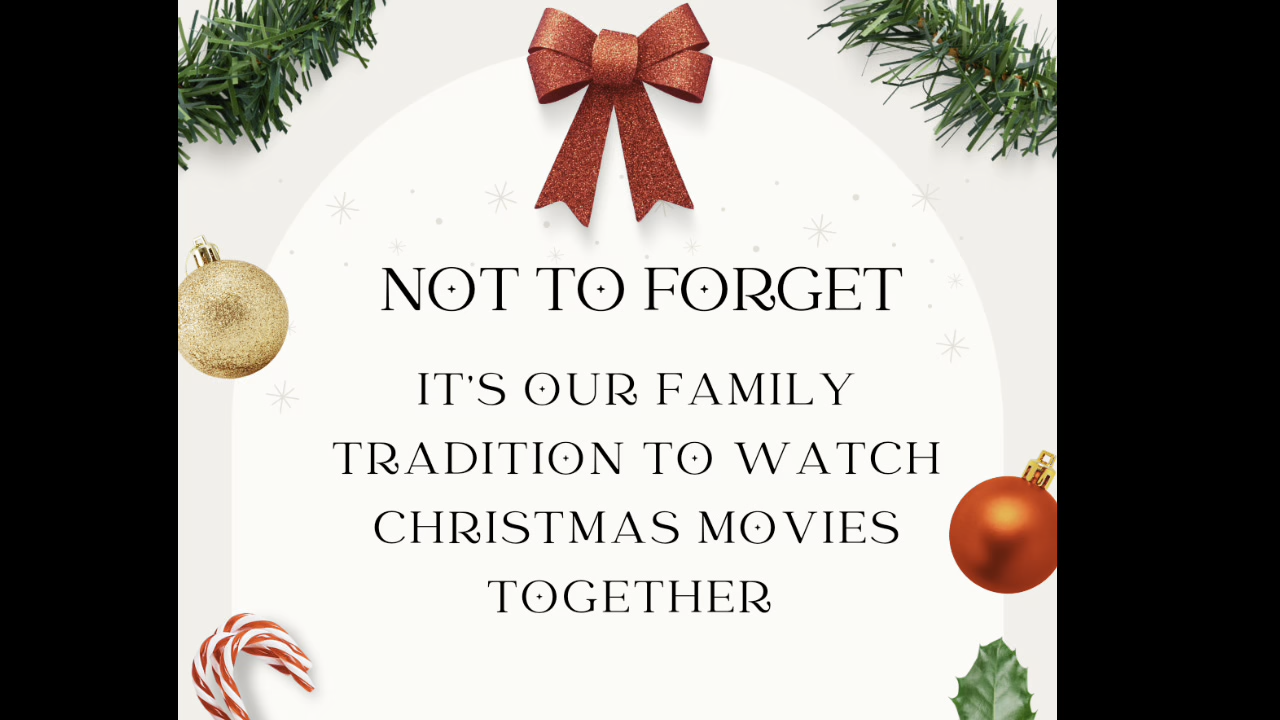 NOT TO FORGET
IT'S OUR FAMILY
TRADITION TO WATCH
CHRISTMAS MOVIES
TOGETHER